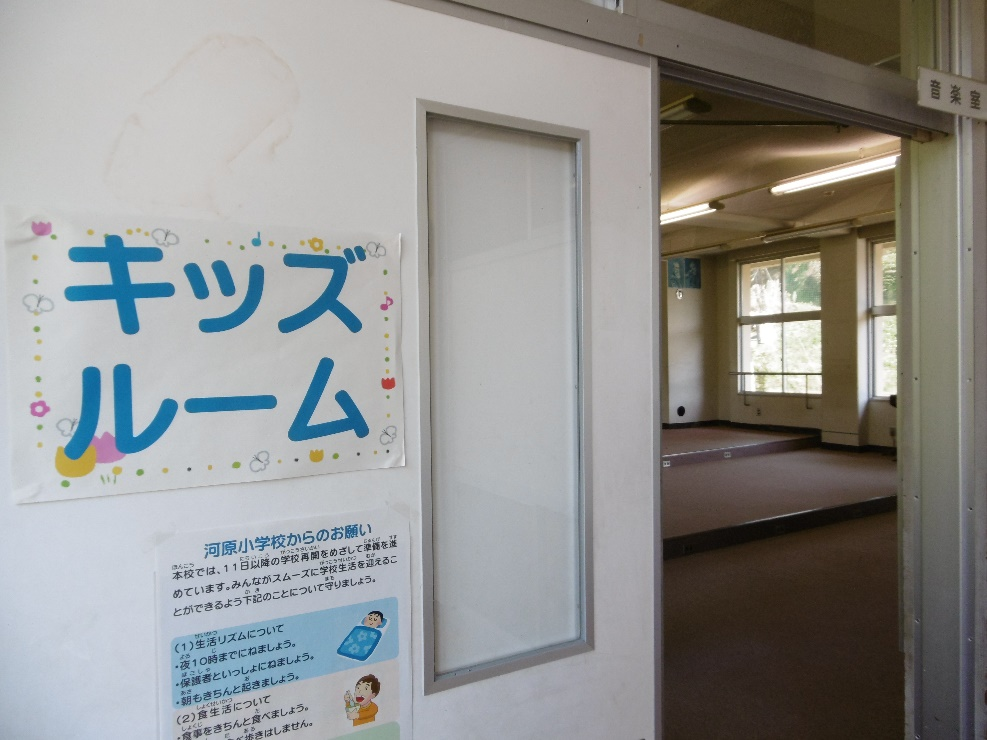 キッズ
ルーム
音楽室
河原小学校からのお願い
本校では、11日以降の学校再開をめざして準備を進
めています。みんながスムーズに学校生活を迎えるこ
とができるよう下記のことについて守りましょう。
(1)生活リズムについて
・夜10時までにねましょう。
・保護者といっしょにねましょう。
・朝もきちんと起きましょう。
(2)食生活について
・食事をきちんと食べましょう。
べ歩きはしません。